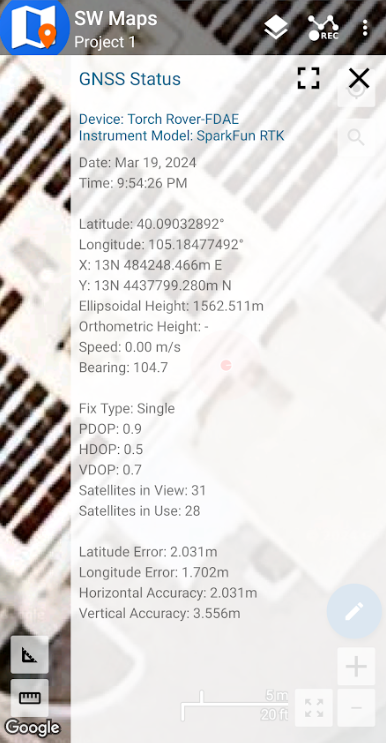 SW Maps
Project 1
REC
GNSS Status
Device: Torch Rover-FDAE
Instrument Model: SparkFun RTK
Date: Mar 19, 2024
Time: 9:54:26 PM
Latitude: 40.09032892°
Longitude: 105.18477492°
X: 13N 484248.466m E
Y: 13N 4437799.280m N
Ellipsoidal Height: 1562.511m
Orthometric Height: -
Speed: 0.00 m/s
Bearing: 104.7
Fix Type: Single
PDOP: 0.9
HDOP: 0.5
VDOP: 0.7
Satellites in View: 31
Satellites in Use: 28
Latitude Error: 2.031m
Longitude Error: 1.702m
Horizontal Accuracy: 2.031m
Vertical Accuracy: 3.556m
5 m
20 ft
Google